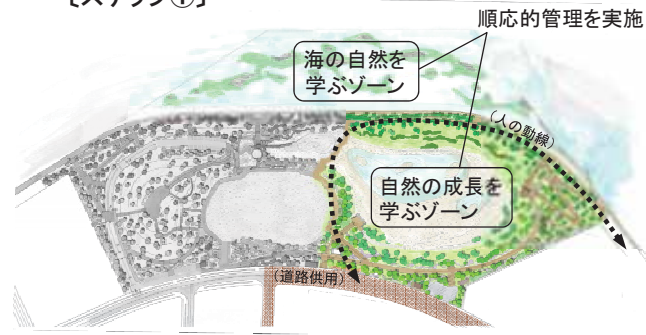 順応的管理を実施
海の自然を
学ぶゾーン
(人の動線)
自然の成長を
学ぶゾーン
(道路供用)